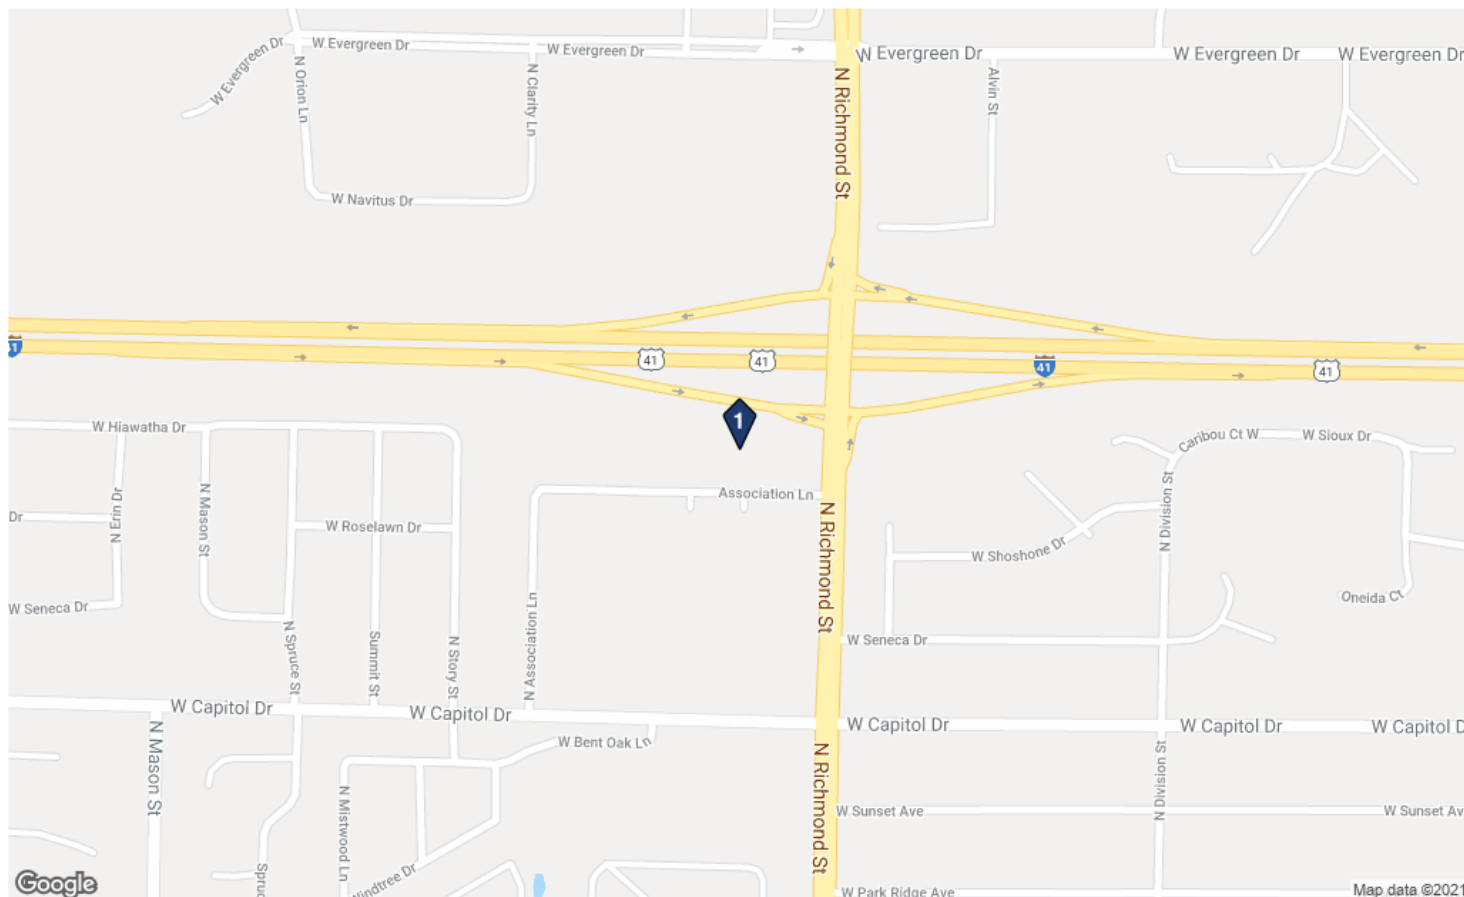 W Evergreen Dr
W Evergreen Dr
W Evergreen Dr
W Evergreen Dr
W Evergreen Dr
W Evergreen Dr
N Orion Ln
N Clarity Ln
N Richmond St
Alvin St
W Navitus Dr
41
41
41
41
41
1
W Hiawatha Dr
Caribou Ct W
W Sioux Dr
N Erin Dr
N Mason St
Dr
W Roselawn Dr
Association Ln
N Richmond St
N Division St
W Shoshone Dr
W Seneca Dr
Oneida Ct
N Spruce St
Summit St
N Story St
N Association Ln
W Seneca Dr
W Capitol Dr
W Capitol Dr
W Capitol Dr
W Capitol Dr
W Capitol D
N Mason St
W Bent Oak Ln
N Richmond St
N Division St
N Mistwood Ln
W Sunset Ave
W Sunset Av
Spruc
Windtree Dr
W Park Ridge Ave
Google
Map data ©2021